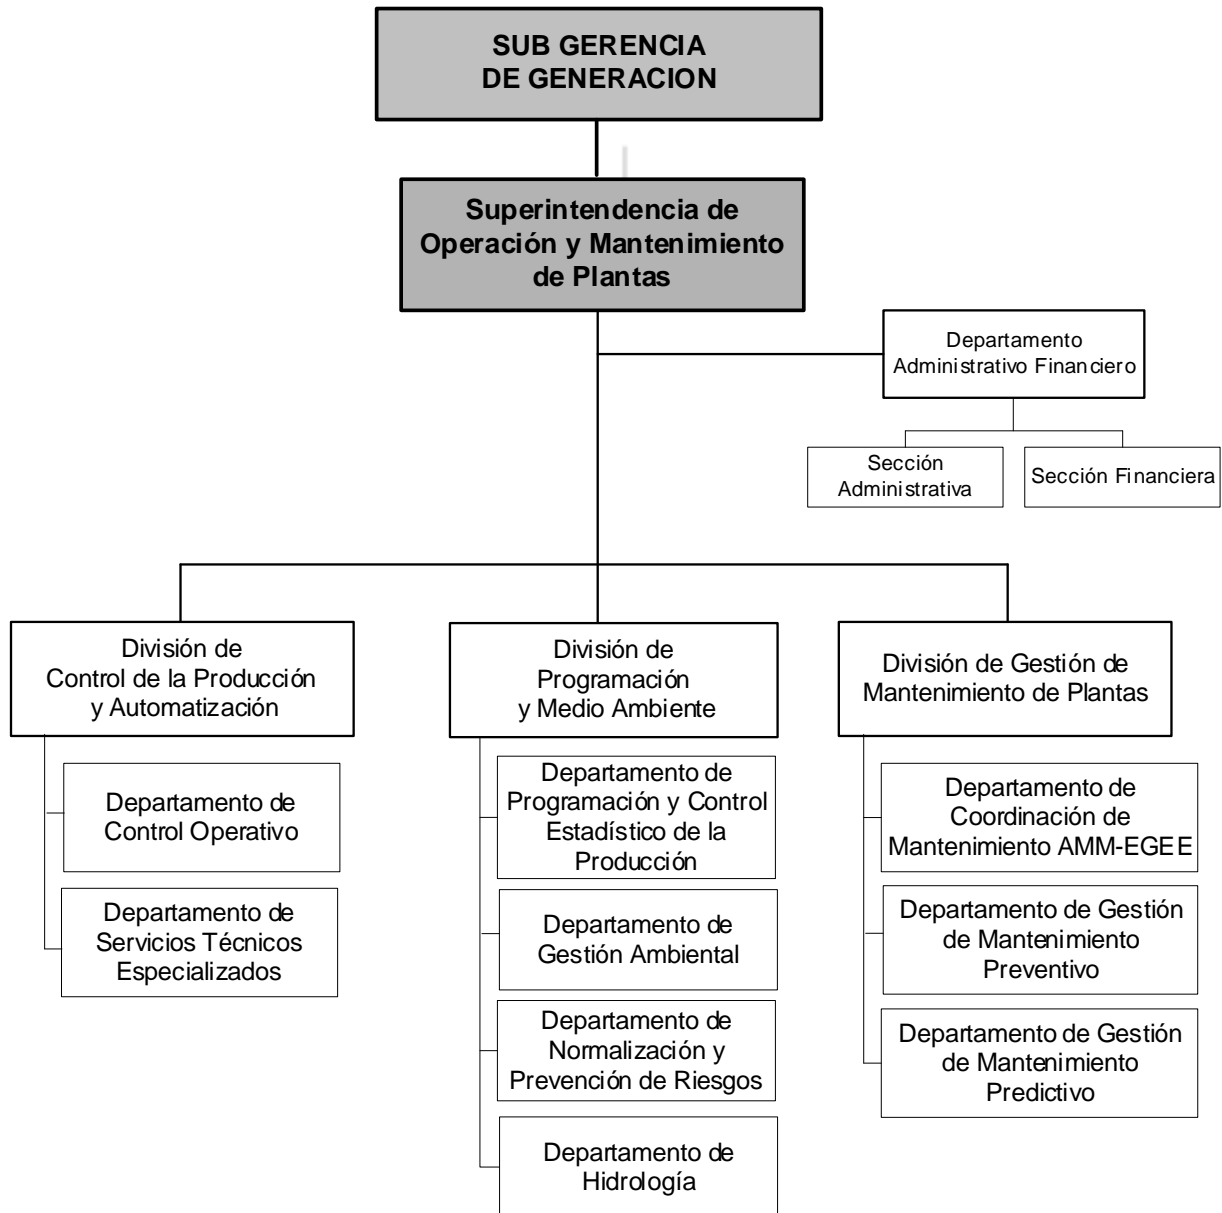 SUB GERENCIA
DE GENERACION
Superintendencia de
Operación y Mantenimiento
de Plantas
Departamento
Administrativo Financiero
Sección
Administrativa
Sección Financiera
División de
Control de la Producción
y Automatización
Departamento de
Control Operativo
Departamento de
Servicios Técnicos
Especializados
División de
Programación
y Medio Ambiente
Departamento de
Programación y Control
Estadístico de la
Producción
Departamento de
Gestión Ambiental
Departamento de
Normalización y
Prevención de Riesgos
Departamento de
Hidrología
División de Gestión de
Mantenimiento de Plantas
Departamento de
Coordinación de
Mantenimiento AMM-EGEE
Departamento de Gestión
de Mantenimiento
Preventivo
Departamento de Gestión
de Mantenimiento
Predictivo